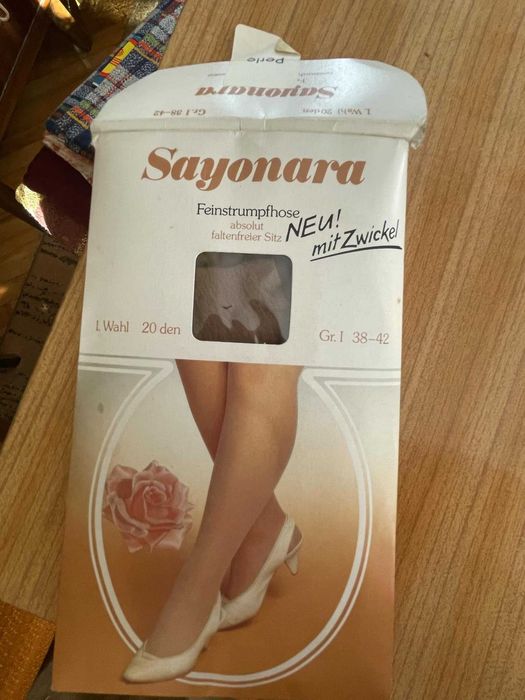 Perle
Sayonara
1. Wahl 20 den
Gr. I 38-42
Sayonara
Feinstrumpfhose
absolut
faltenfreier Sitz
NEU!
mit Zwickel
I. Wahl 20 den
Gr. I 38-42